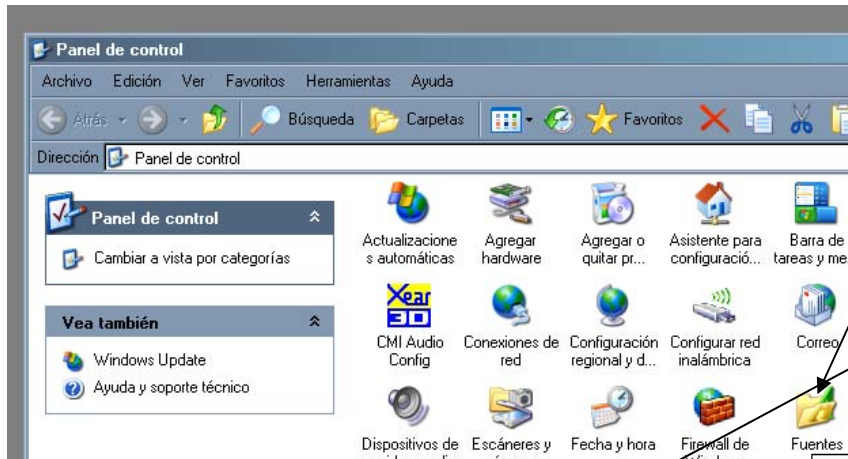 Panel de control
Archivo Edición Ver Favoritos Herramientas Ayuda
Atrás Búsqueda Carpetas Favoritos
Dirección Panel de control
Panel de control
Cambiar a vista por categorías
Vea también
Windows Update
Ayuda y soporte técnico
Actualizacione
s automáticas
Agregar
hardware
Agregar o
quitar pr...
Asistente para
configuració...
Barra de
tareas y me
Xear
3D
CMI Audio
Config
Conexiones de
red
Configuración
regional y d...
Configurar red
inalámbrica
Correo
Dispositivos de
Escáneres y
Fecha y hora
Firewall de
Fuentes